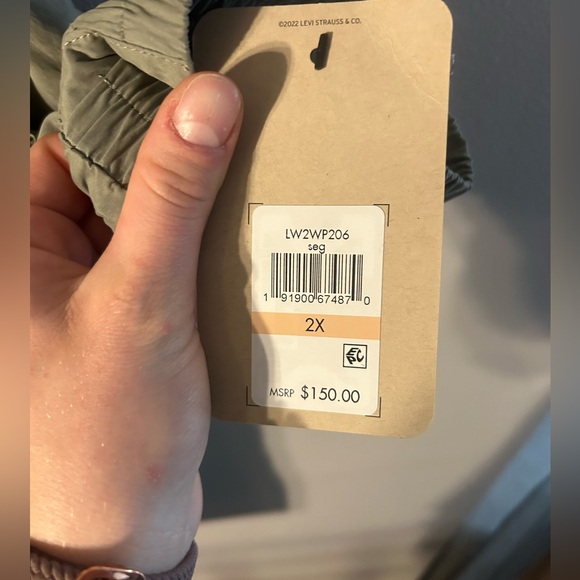 ©2022 LEVI STRAUSS & CO.
LW2WP206
seg
1 91900 67487 0
2X
MSRP $150.00